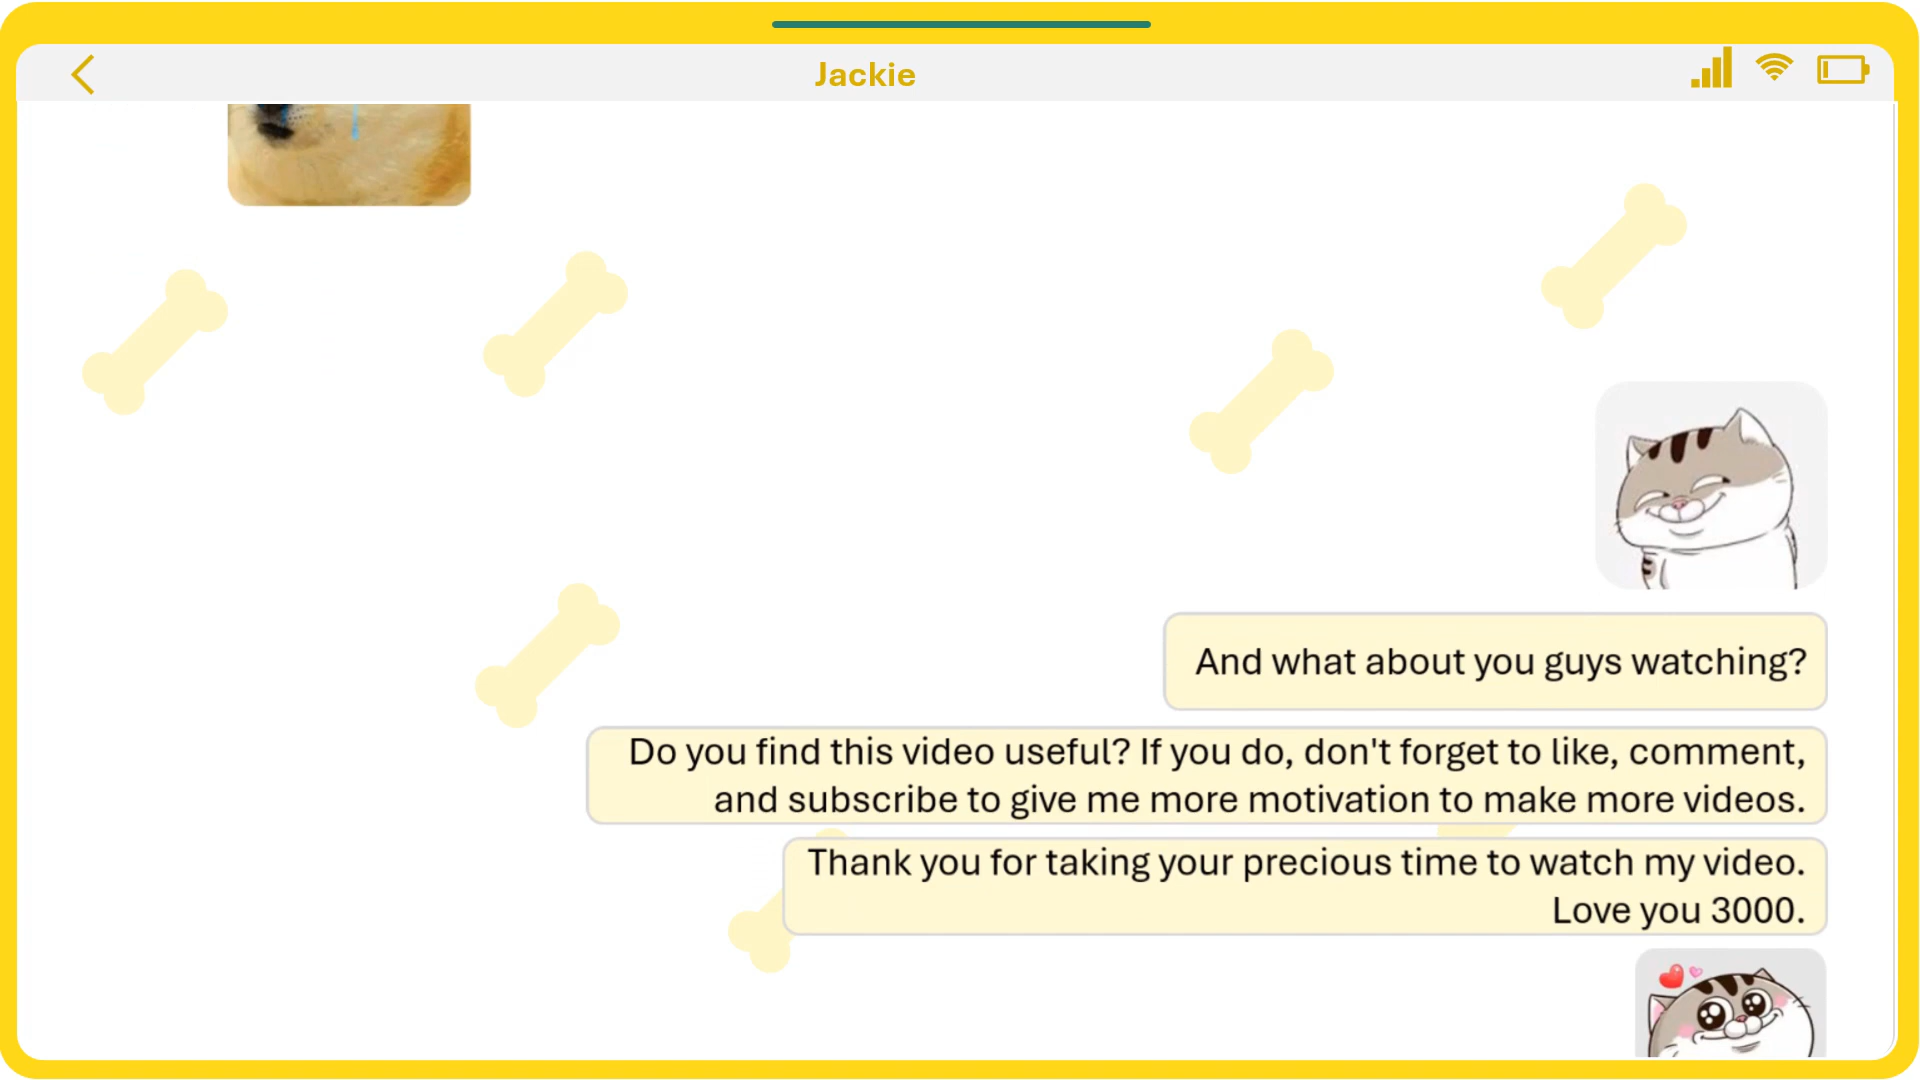 Jackie
And what about you guys watching?
Do you find this video useful? If you do, don't forget to like, comment,
and subscribe to give me more motivation to make more videos.
Thank you for taking your precious time to watch my video.
Love you 3000.